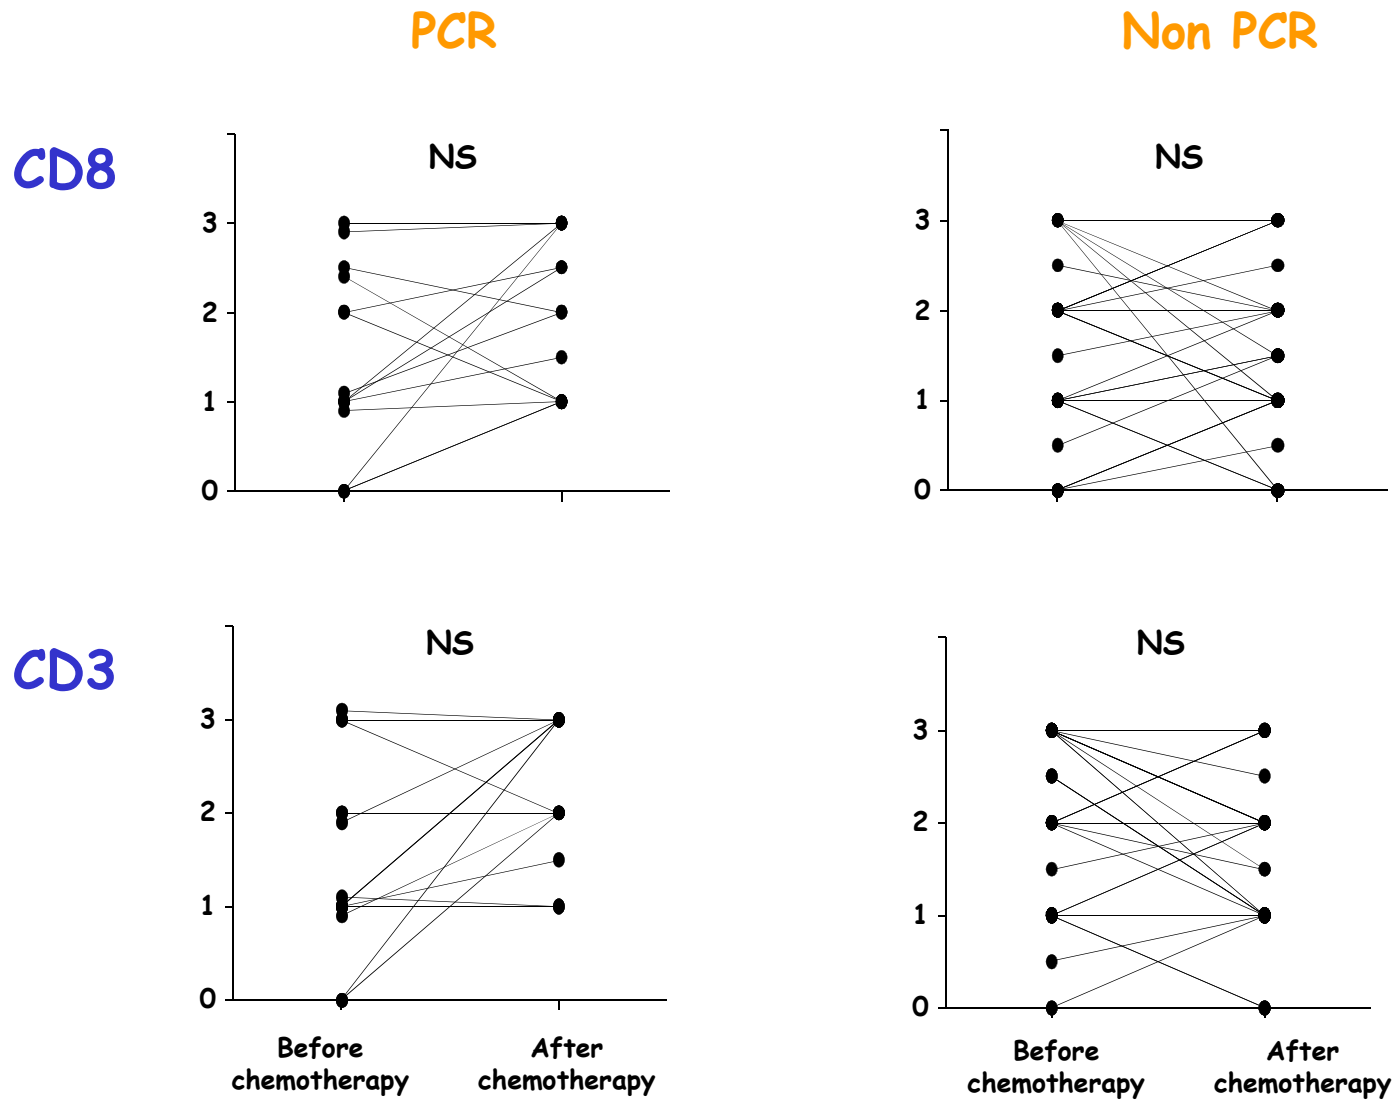 PCR
Non PCR
CD8
NS
3
2
1
0
NS
3
2
1
0
CD3
NS
3
2
1
0
Before
chemotherapy
After
chemotherapy
NS
3
2
1
0
Before
chemotherapy
After
chemotherapy